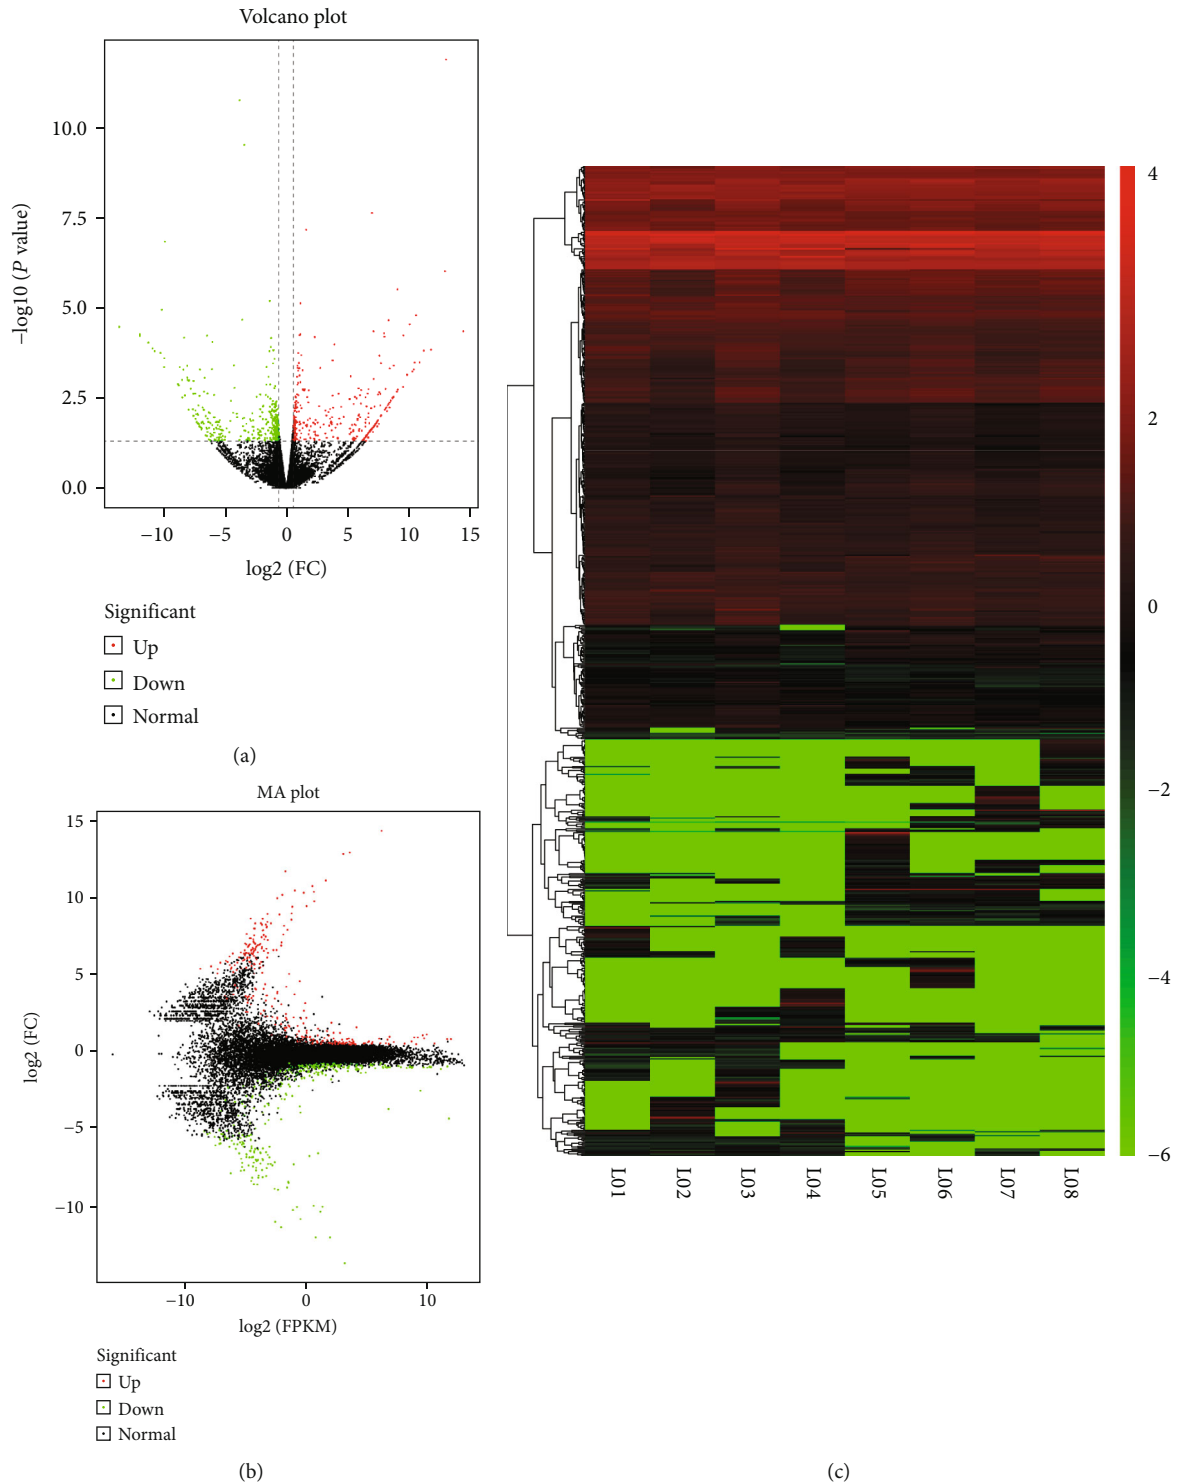 Volcano plot
10.0
7.5
5.0
2.5
0.0
−log10 (P value)
−10
−5
0
5
10
15
log2 (FC)
Significant
Up
Down
Normal
(a)
MA plot
15
10
5
0
−5
−10
log2 (FC)
−10
0
10
log2 (FPKM)
Significant
Up
Down
Normal
(b)
4
2
0
−2
−4
−6
L01
L02
L03
L04
L05
L06
L07
L08
(c)